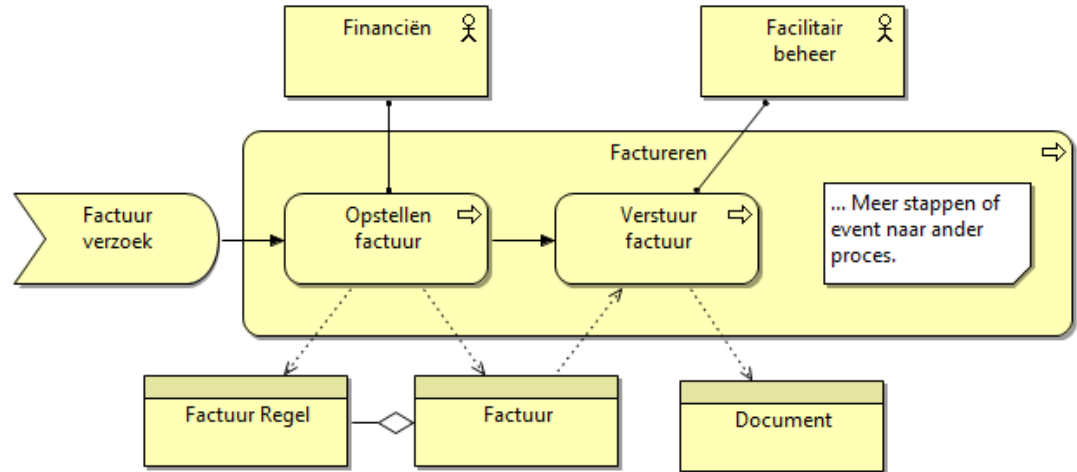 Financiën
Facilitair
beheer
Factureren
Factuur
verzoek
Opstellen
factuur
Verstuur
factuur
... Meer stappen of
event naar ander
proces.
Factuur Regel
Factuur
Document